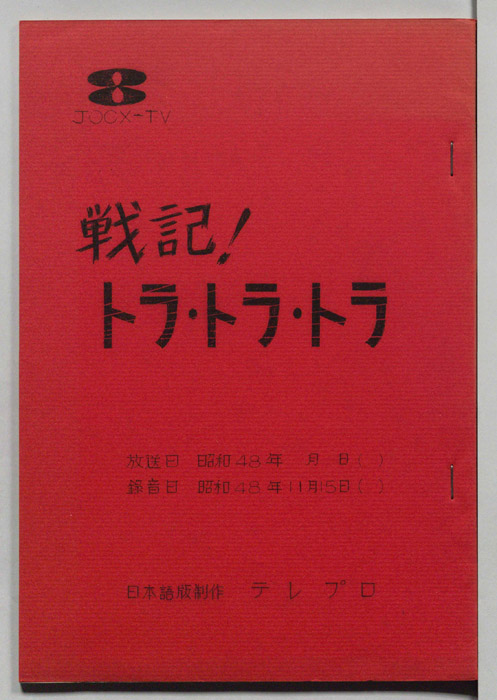 JOCX-TV
戦記!
トラ・トラ・トラ
放送日 昭和48年 月 日( )
録音日 昭和48年11月15日( )
日本語版制作 テレプロ